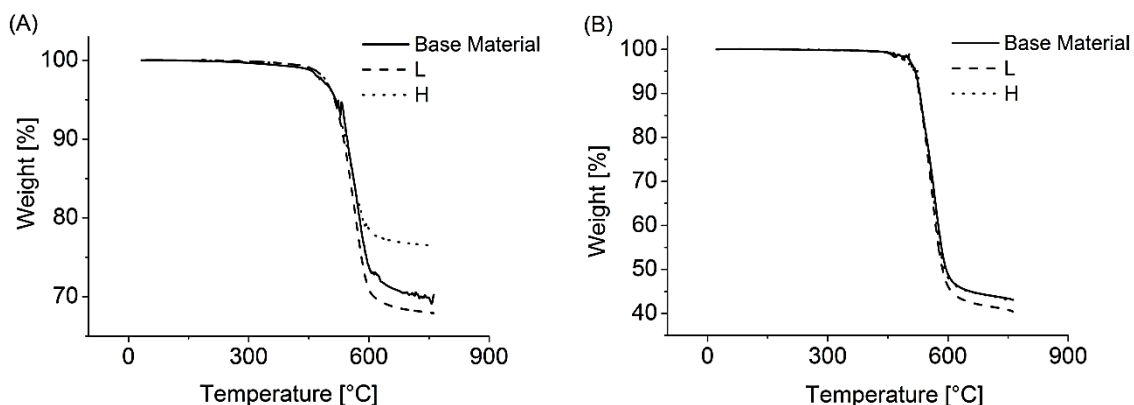 (A)
Base Material
L
H
100
90
80
70
Weight [%]
0 300 600 900
Temperature [°C]
(B)
Base Material
L
H
100
90
80
70
60
50
40
Weight [%]
0 300 600 900
Temperature [°C]